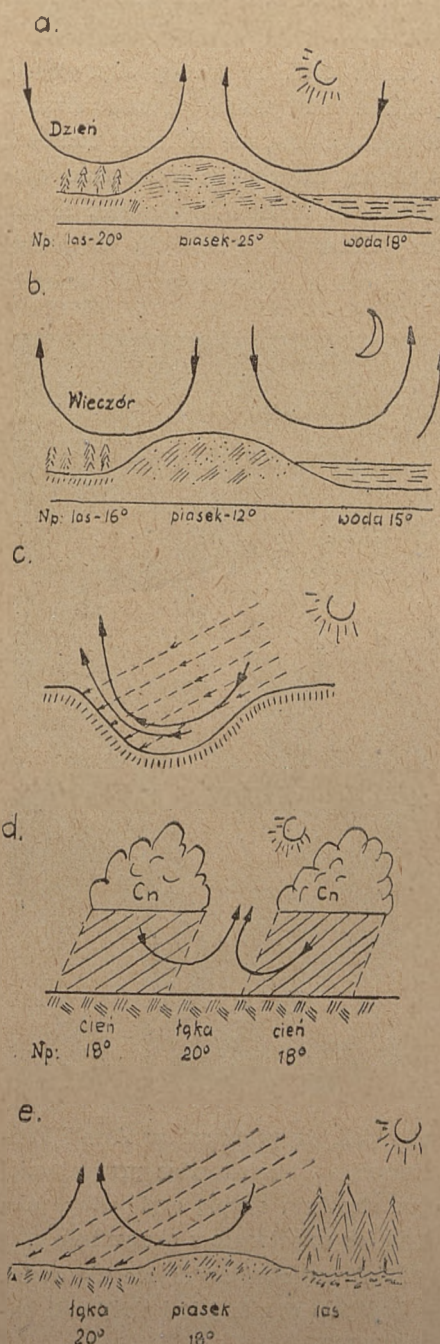 a.
Dzień
Np: las-20° piasek-25° woda 18°
b.
Wieczór
Np: las-16° piasek-12° woda 15°
c.
d.
Cn Cn
cień łąka cień
Np: 18° 20° 18°
e.
łąka piasek las
20° 18°